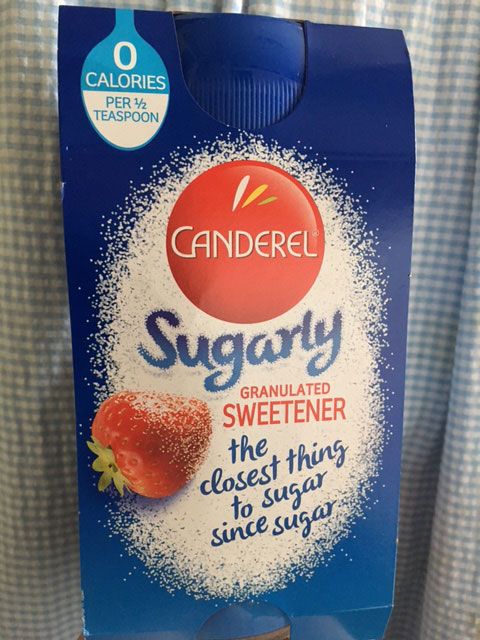 0
CALORIES
PER ½
TEASPOON
CANDEREL®
Sugarly
GRANULATED
SWEETENER
the
closest thing
to sugar
since sugar